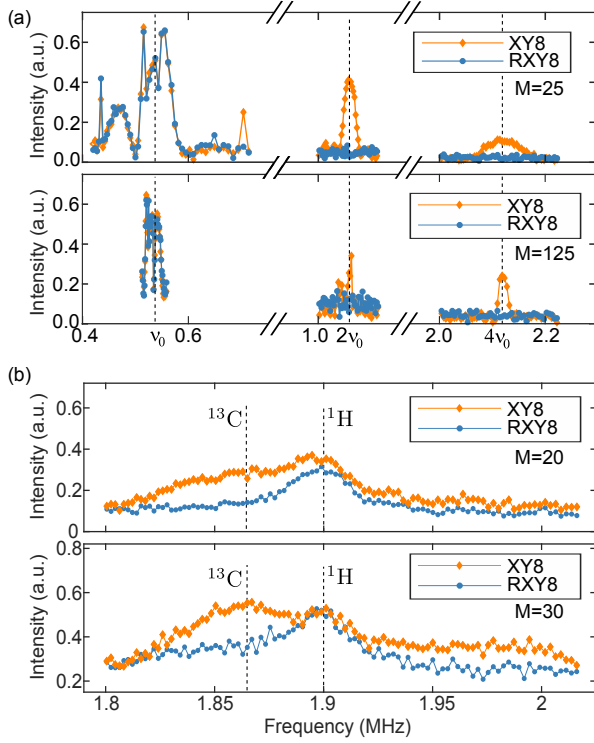 (a)
Intensity (a.u.)
0.6
0.4
0.2
0.0
XY8
RXY8
M=25
Intensity (a.u.)
0.6
0.4
0.2
0.0
XY8
RXY8
M=125
0.4 ν₀ 0.6 1.0 2ν₀ 2.0 4ν₀ 2.2
(b)
Intensity (a.u.)
0.6
0.4
0.2
0
¹³C ¹H
XY8
RXY8
M=20
Intensity (a.u.)
0.8
0.6
0.4
0.2
¹³C ¹H
XY8
RXY8
M=30
1.8 1.85 1.9 1.95 2
Frequency (MHz)